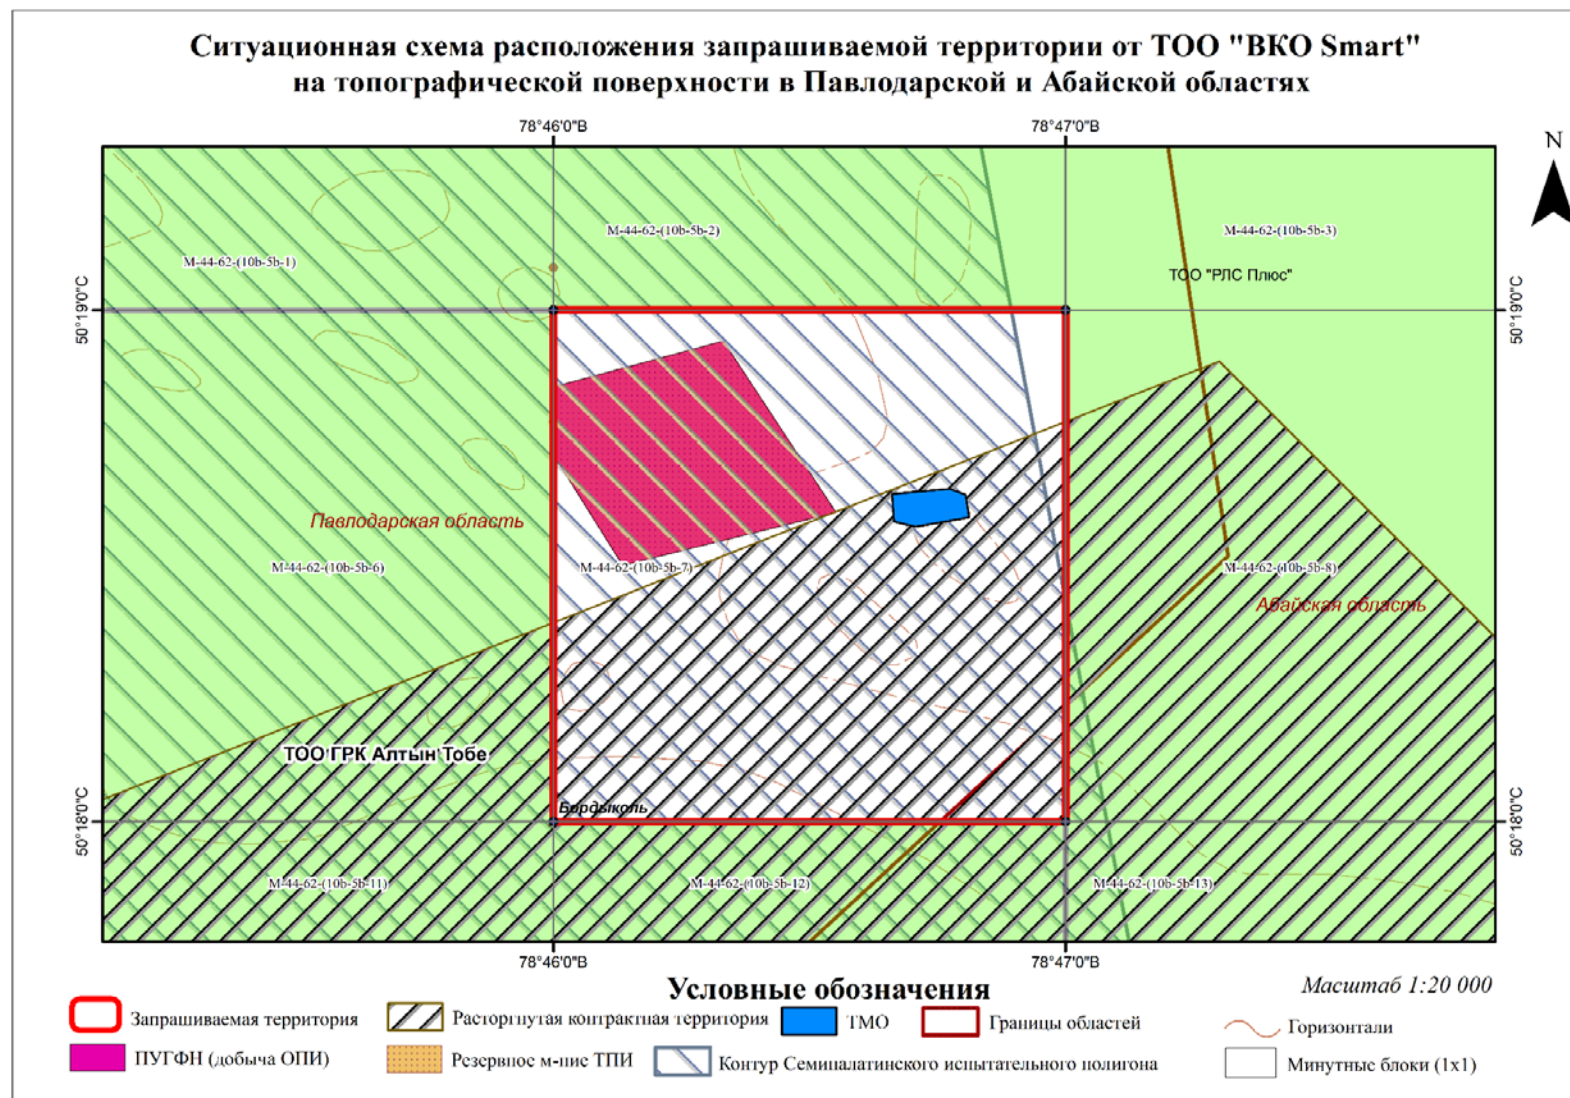 Ситуационная схема расположения запрашиваемой территории от ТОО "ВКО Smart"
на топографической поверхности в Павлодарской и Абайской областях
78°46'0"В
78°47'0"В
N
М-44-62-(10b-5b-1)
М-44-62-(10b-5b-2)
М-44-62-(10b-5b-3)
ТОО "РЛС Плюс"
50°19'0"С
50°19'0"С
Павлодарская область
М-44-62-(10b-5b-6)
М-44-62-(10b-5b-7)
М-44-62-(10b-5b-8)
Абайская область
ТОО ГРК Алтын Тобе
Бордыколь
50°18'0"С
50°18'0"С
М-44-62-(10b-5b-11)
М-44-62-(10b-5b-12)
М-44-62-(10b-5b-13)
78°46'0"В
78°47'0"В
Условные обозначения
Масштаб 1:20 000
Запрашиваемая территория
Расторгнутая контрактная территория
ТМО
Границы областей
Горизонтали
ПУГФН (добыча ОПИ)
Резервное м-ние ТПИ
Контур Семипалатинского испытательного полигона
Минутные блоки (1х1)